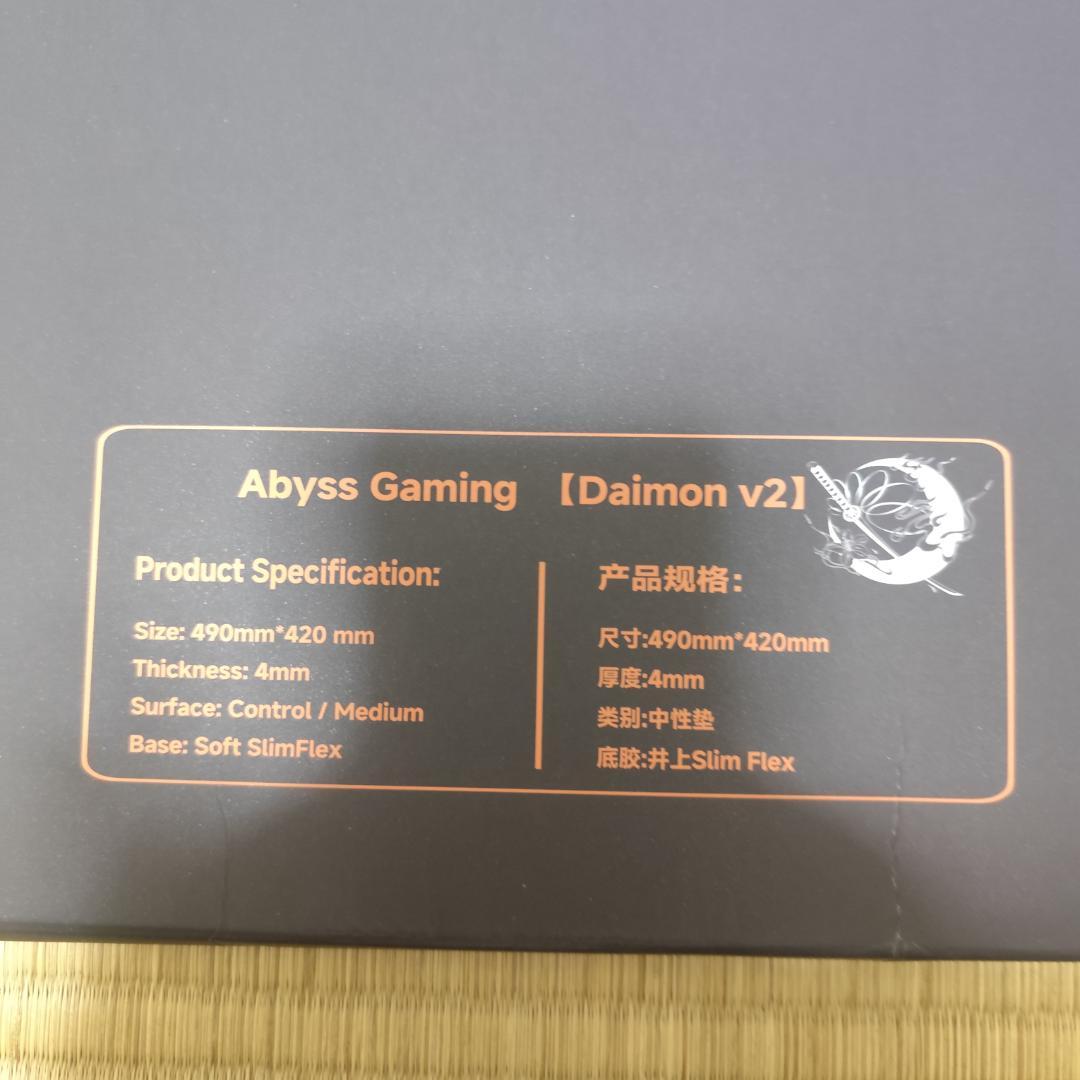 Abyss Gaming 【Daimon v2】
Product Specification:
Size: 490mm*420 mm
Thickness: 4mm
Surface: Control / Medium
Base: Soft SlimFlex
产品规格：
尺寸:490mm*420mm
厚度:4mm
类别:中性垫
底胶:井上Slim Flex